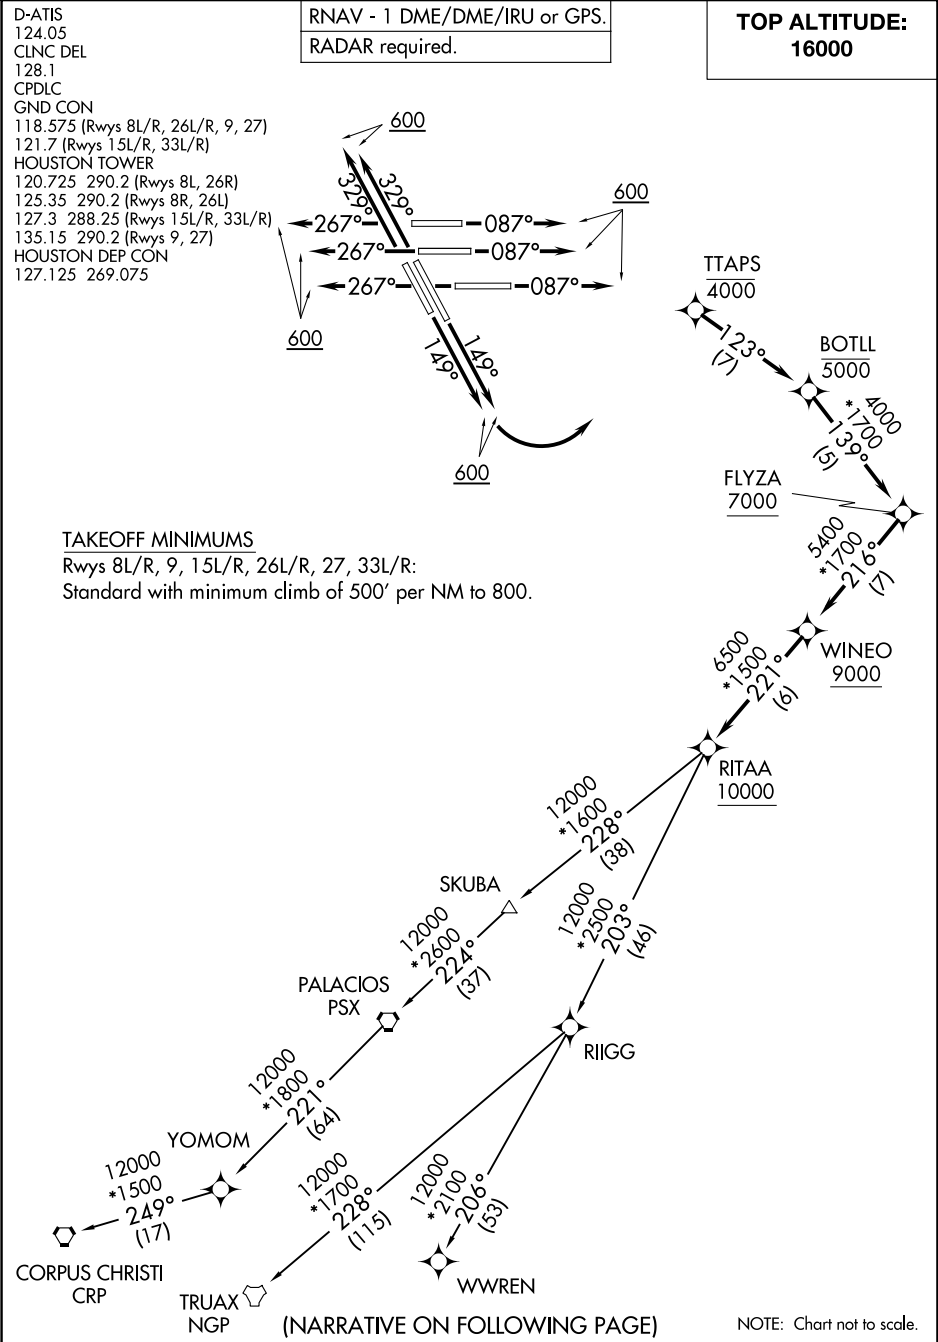 D-ATIS
124.05
CLNC DEL
128.1
CPDLC
GND CON
118.575 (Rwys 8L/R, 26L/R, 9, 27)
121.7 (Rwys 15L/R, 33L/R)
HOUSTON TOWER
120.725 290.2 (Rwys 8L, 26R)
125.35 290.2 (Rwys 8R, 26L)
127.3 288.25 (Rwys 15L/R, 33L/R)
135.15 290.2 (Rwys 9, 27)
HOUSTON DEP CON
127.125 269.075
RNAV - 1 DME/DME/IRU or GPS.
RADAR required.
TOP ALTITUDE:
16000
600
329°
329°
600
267°
087°
267°
087°
267°
087°
600
149°
149°
600
TTAPS
4000
123°
(7)
BOTLL
5000
4000
*1700
139°
(5)
FLYZA
7000
5400
*1700
216°
(7)
WINEO
9000
6500
*1500
221°
(6)
RITAA
10000
TAKEOFF MINIMUMS
Rwys 8L/R, 9, 15L/R, 26L/R, 27, 33L/R:
Standard with minimum climb of 500' per NM to 800.
12000
*1600
228°
(38)
SKUBA
12000
*2500
203°
(46)
12000
*2600
224°
(37)
PALACIOS
PSX
RIIGG
12000
*1800
221°
(64)
YOMOM
12000
*1500
249°
(17)
CORPUS CHRISTI
CRP
12000
*1700
228°
(115)
TRUAX
NGP
12000
*2100
206°
(53)
WWREN
(NARRATIVE ON FOLLOWING PAGE)
NOTE: Chart not to scale.